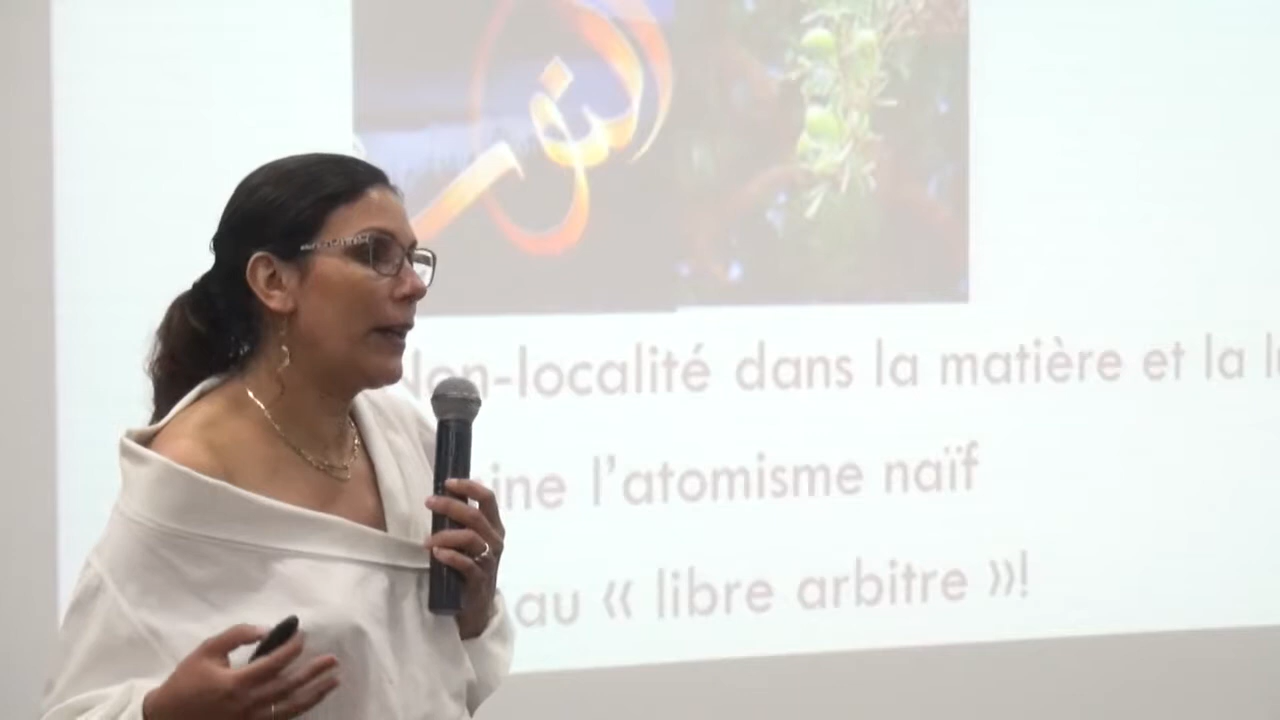 Non-localité dans la matière et la
l’atomisme naïf
au « libre arbitre »!